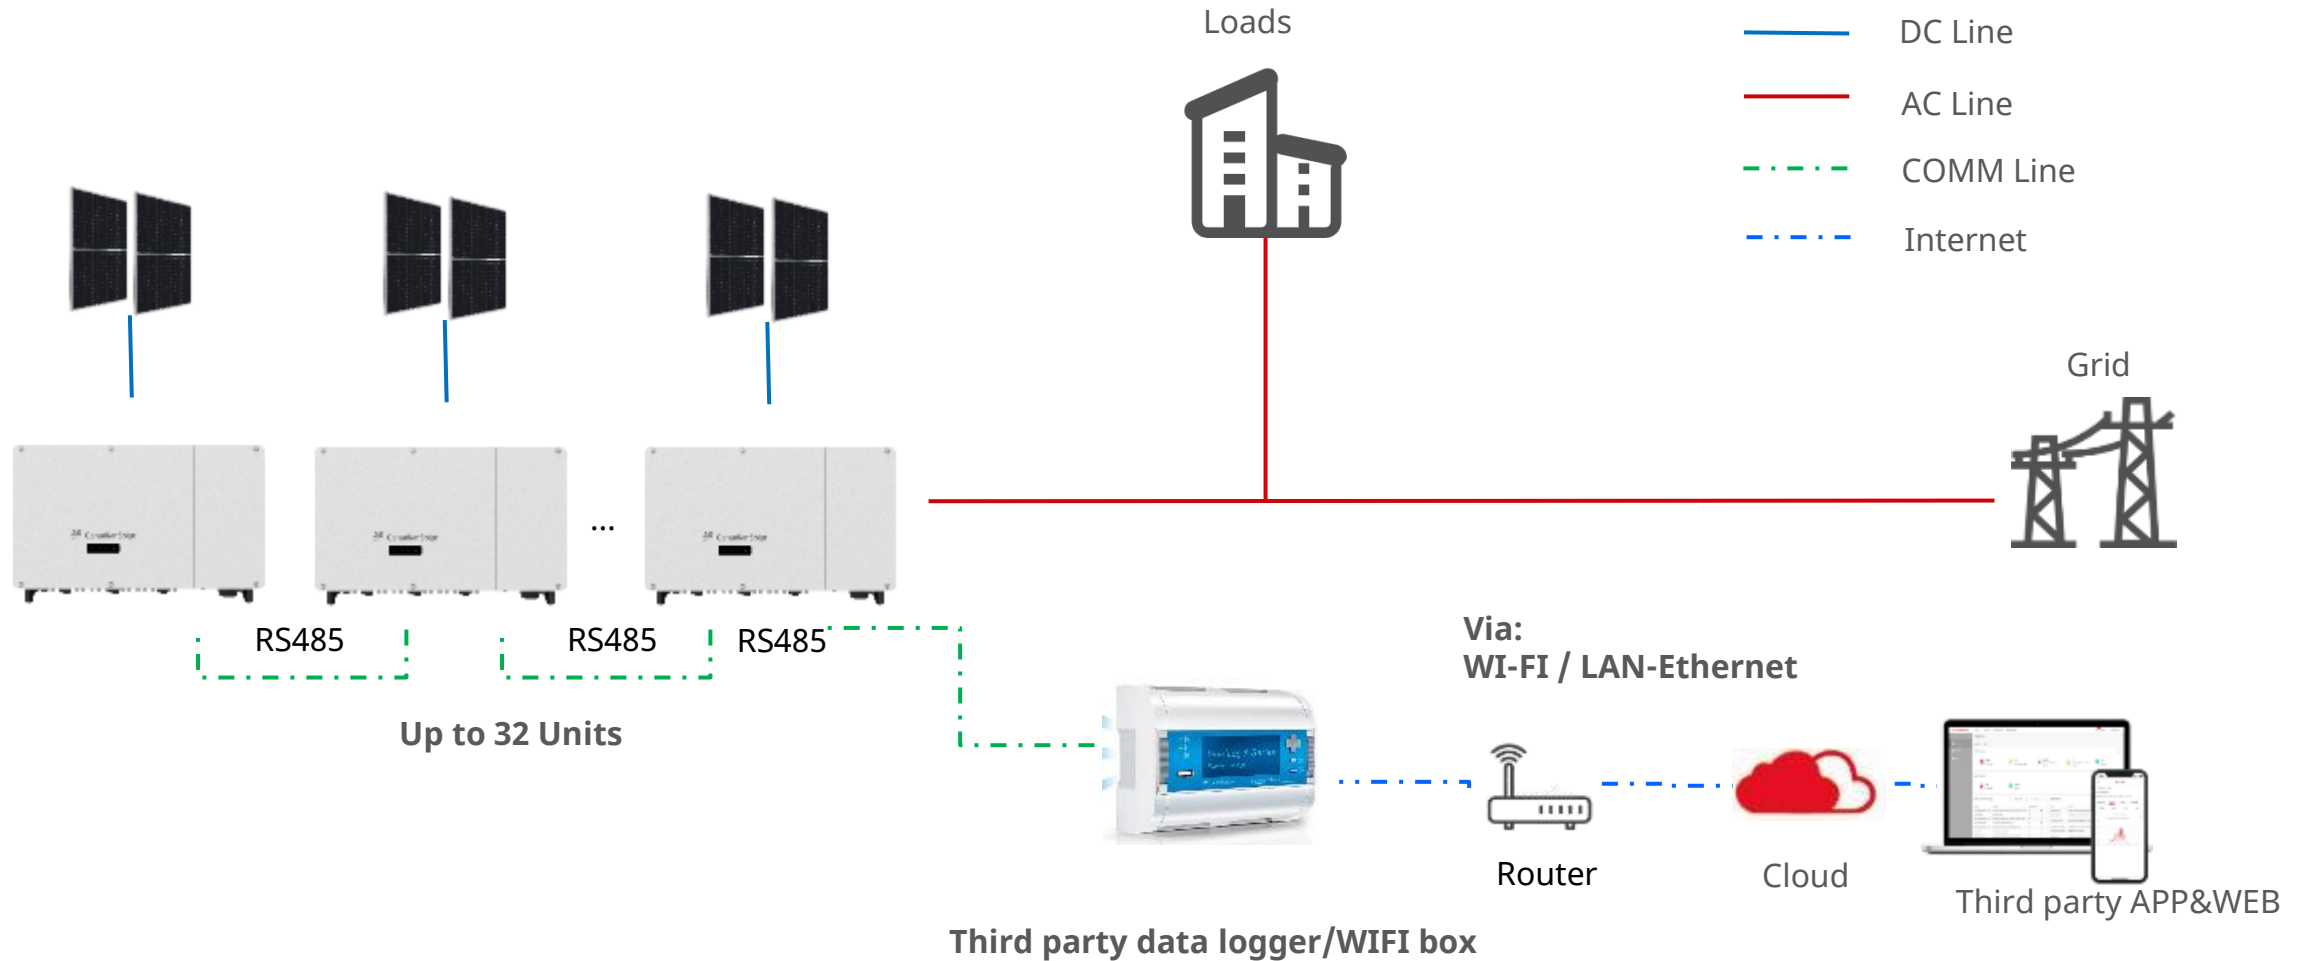 Loads
DC Line
AC Line
COMM Line
Internet
Grid
...
RS485
RS485
RS485
Up to 32 Units
Via:
WI-FI / LAN-Ethernet
Router
Cloud
Third party APP&WEB
Third party data logger/WIFI box